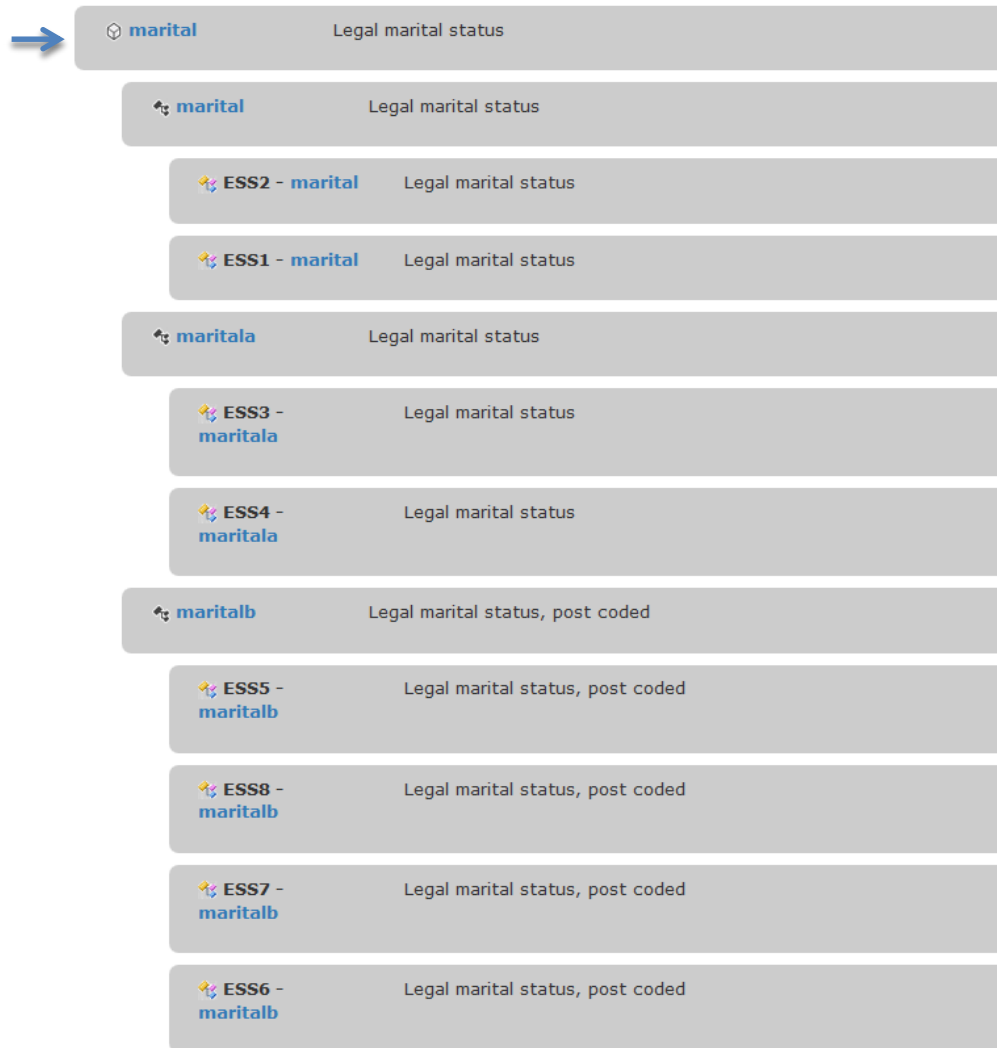 marital Legal marital status
marital Legal marital status
ESS2 - marital Legal marital status
ESS1 - marital Legal marital status
maritala Legal marital status
ESS3 - Legal marital status
maritala
ESS4 - Legal marital status
maritala
maritalb Legal marital status, post coded
ESS5 - Legal marital status, post coded
maritalb
ESS8 - Legal marital status, post coded
maritalb
ESS7 - Legal marital status, post coded
maritalb
ESS6 - Legal marital status, post coded
maritalb